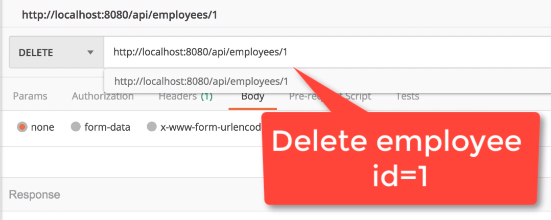 http://localhost:8080/api/employees/1
DELETE http://localhost:8080/api/employees/1
http://localhost:8080/api/employees/1
Params Authorization Headers (1) Body Pre-re Script Tests
none form-data x-www-form-urlencod
Delete employee
id=1
Response